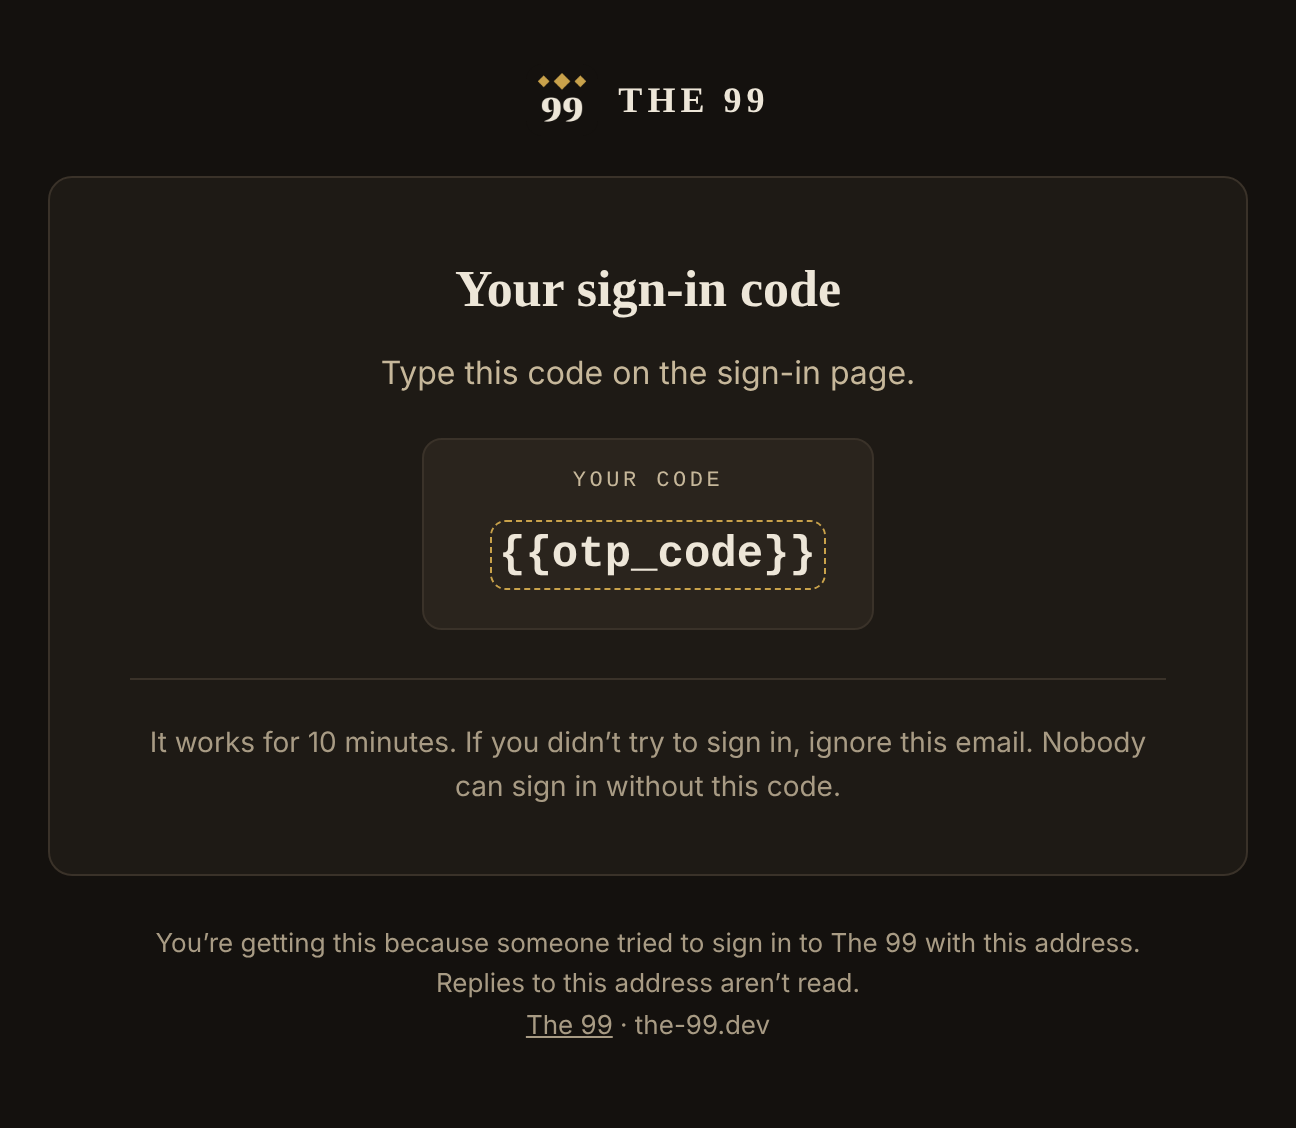 99 THE 99
Your sign-in code
Type this code on the sign-in page.
YOUR CODE
{{otp_code}}
It works for 10 minutes. If you didn’t try to sign in, ignore this email. Nobody
can sign in without this code.
You’re getting this because someone tried to sign in to The 99 with this address.
Replies to this address aren’t read.
The 99 · the-99.dev